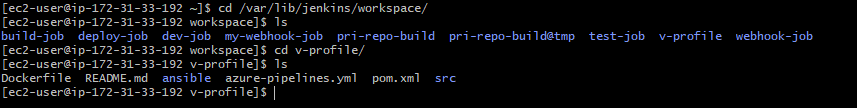 [ec2-user@ip-172-31-33-192 ~]$ cd /var/lib/jenkins/workspace/
[ec2-user@ip-172-31-33-192 workspace]$ ls
build-job  deploy-job  dev-job  my-webhook-job  pri-repo-build  pri-repo-build@tmp  test-job  v-profile  webhook-job
[ec2-user@ip-172-31-33-192 workspace]$ cd v-profile/
[ec2-user@ip-172-31-33-192 v-profile]$ ls
Dockerfile  README.md  ansible  azure-pipelines.yml  pom.xml  src
[ec2-user@ip-172-31-33-192 v-profile]$